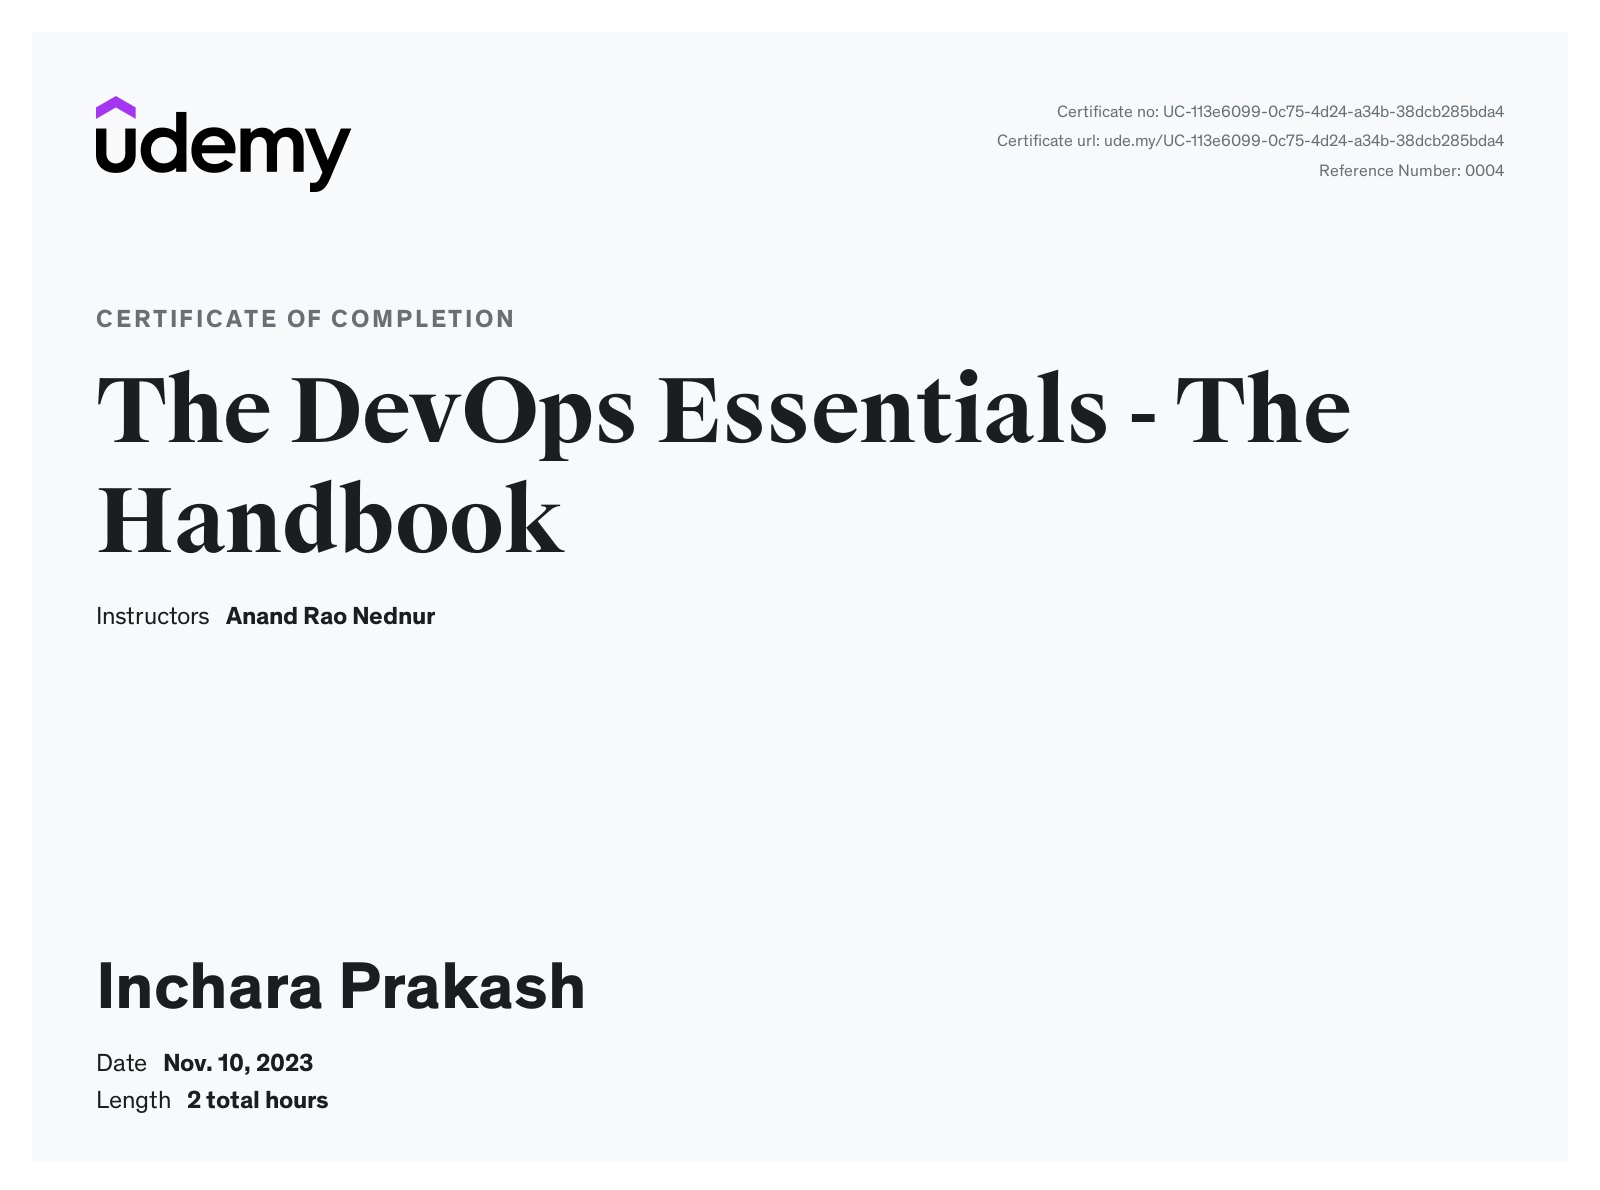 udemy
Certificate no: UC-113e6099-0c75-4d24-a34b-38dcb285bda4
Certificate url: ude.my/UC-113e6099-0c75-4d24-a34b-38dcb285bda4
Reference Number: 0004
CERTIFICATE OF COMPLETION
The DevOps Essentials - The
Handbook
Instructors Anand Rao Nednur
Inchara Prakash
Date Nov. 10, 2023
Length 2 total hours